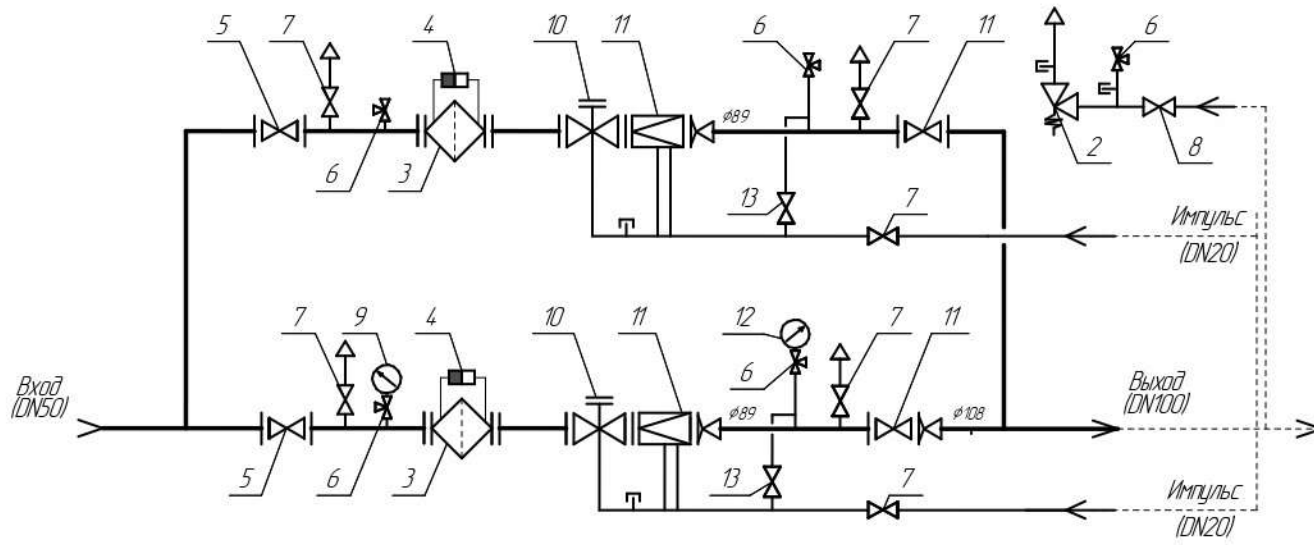 5 7 4 10 11 6 7 11 6
ø89
6 3 13 7 2 8
Импульс
(DN20)
7 9 4 10 11 12 7 11
6
Вход
(DN50)
ø89
ø108
Выход
(DN100)
5 6 3 13 7
Импульс
(DN20)